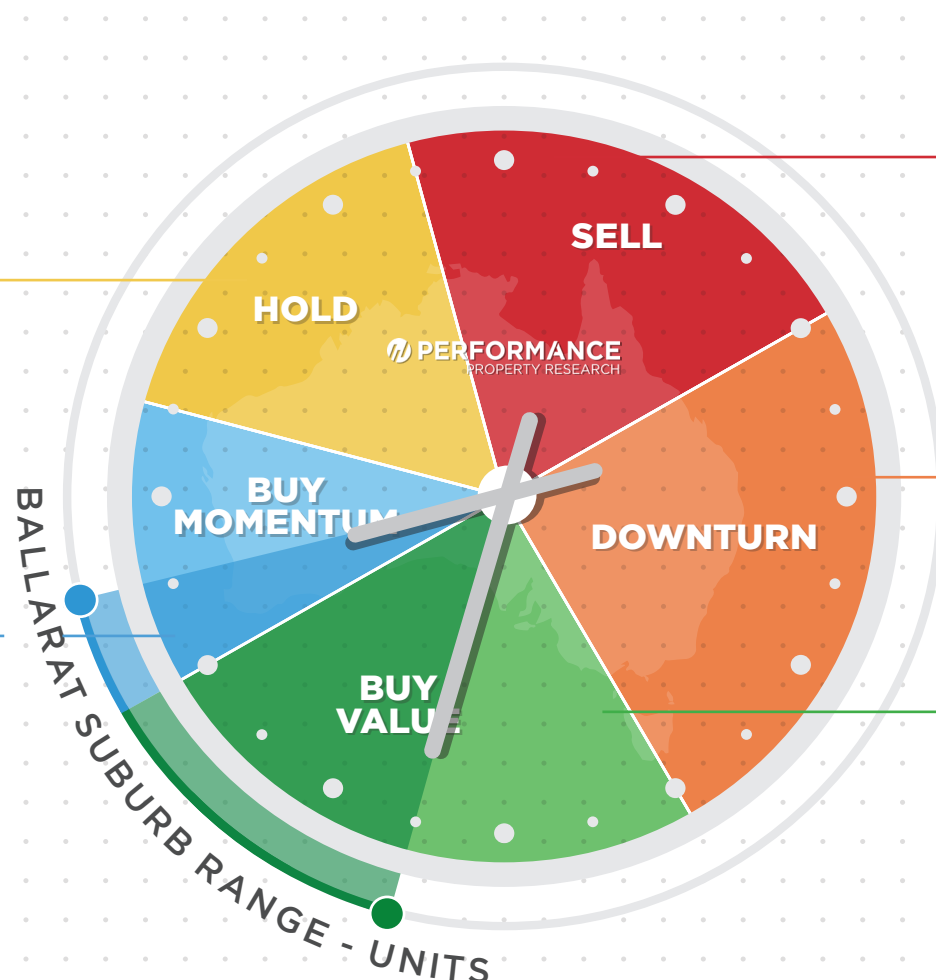 SELL
HOLD
PERFORMANCE
PROPERTY RESEARCH
BUY
MOMENTUM
DOWNTURN
BUY
VALUE
BALLARAT SUBURB RANGE - UNITS